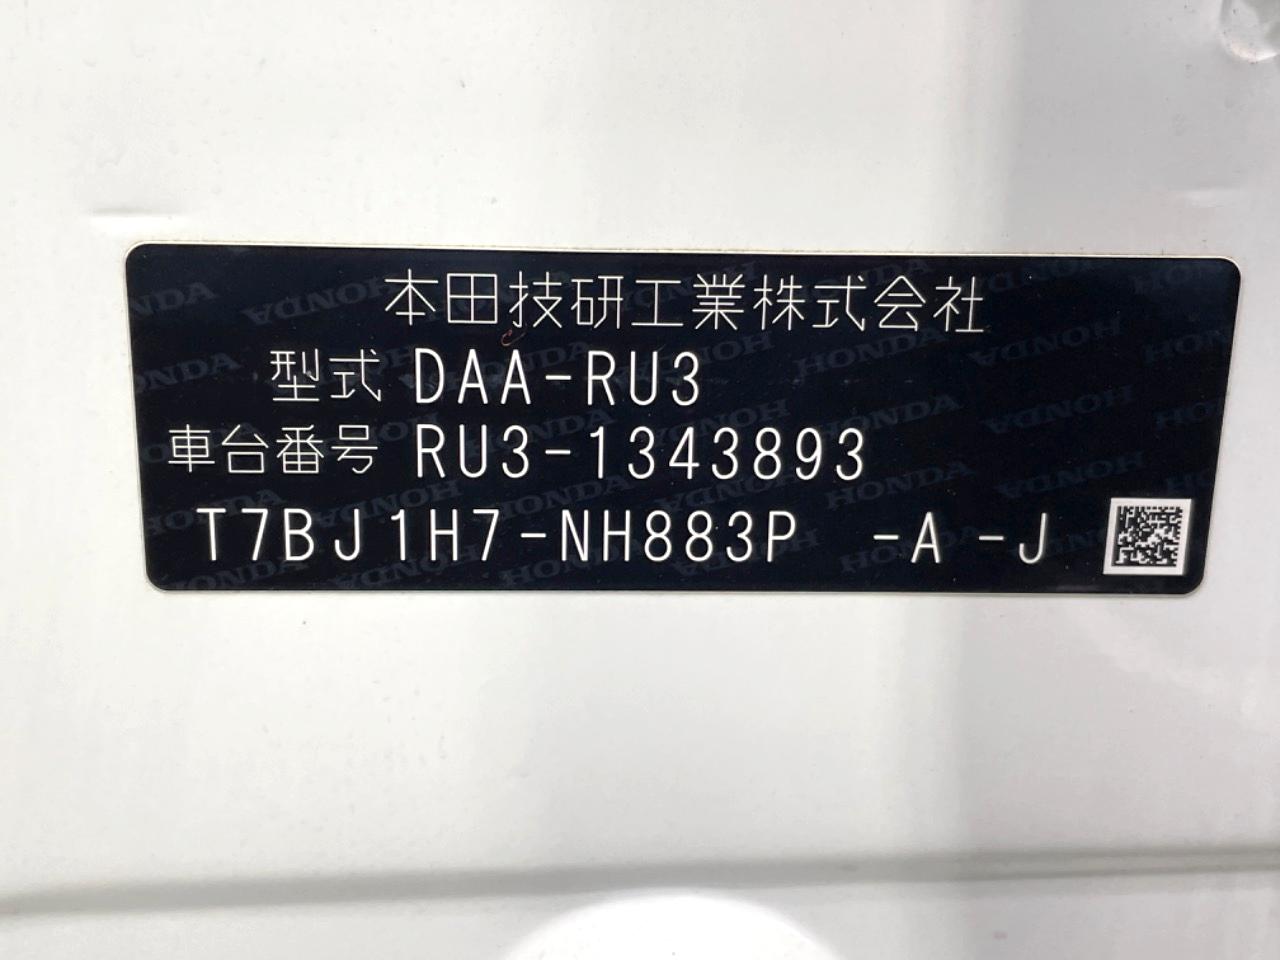 本田技研工業株式会社
型式 DAA-RU3
車台番号 RU3-1343893
T7BJ1H7-NH883P -A -J